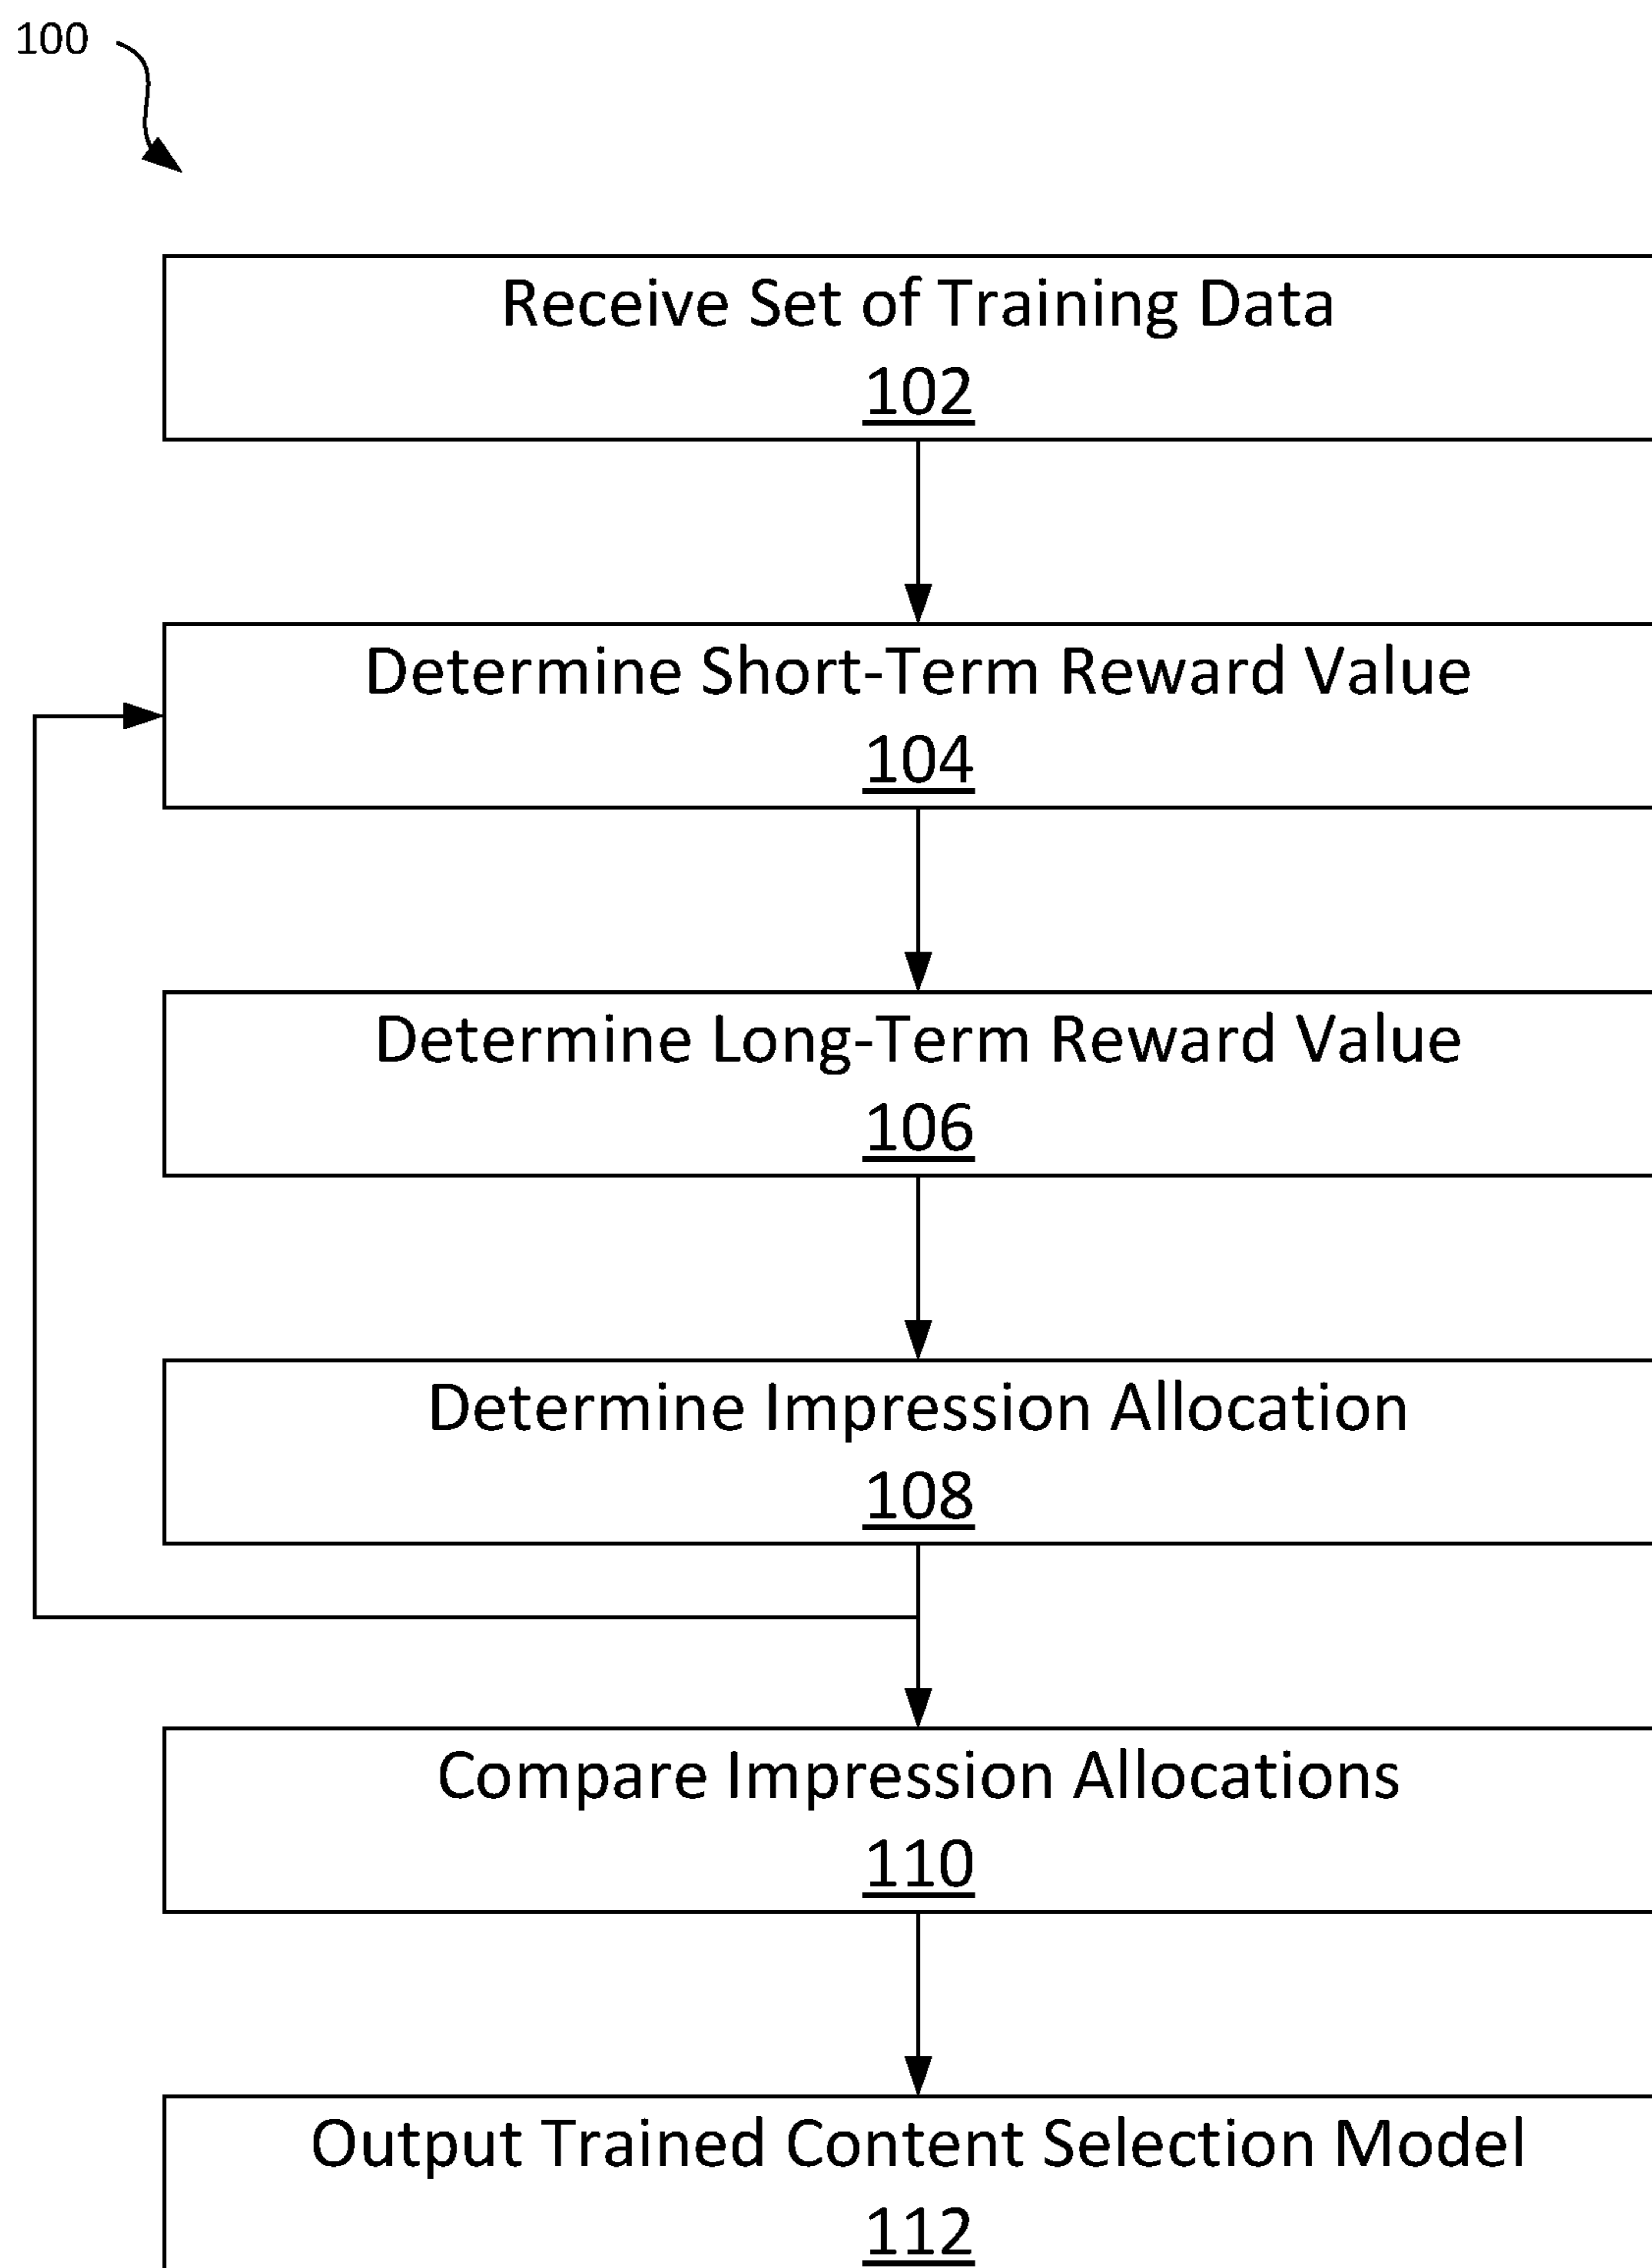 100
Receive Set of Training Data
102
Determine Short-Term Reward Value
104
Determine Long-Term Reward Value
106
Determine Impression Allocation
108
Compare Impression Allocations
110
Output Trained Content Selection Model
112